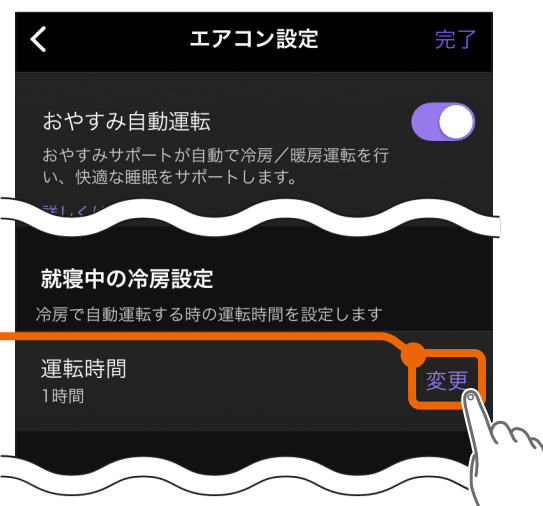 エアコン設定
完了
おやすみ自動運転
おやすみサポートが自動で冷房／暖房運転を行
い、快適な睡眠をサポートします。
就寝中の冷房設定
冷房で自動運転する時の運転時間を設定します
運転時間
1時間
変更